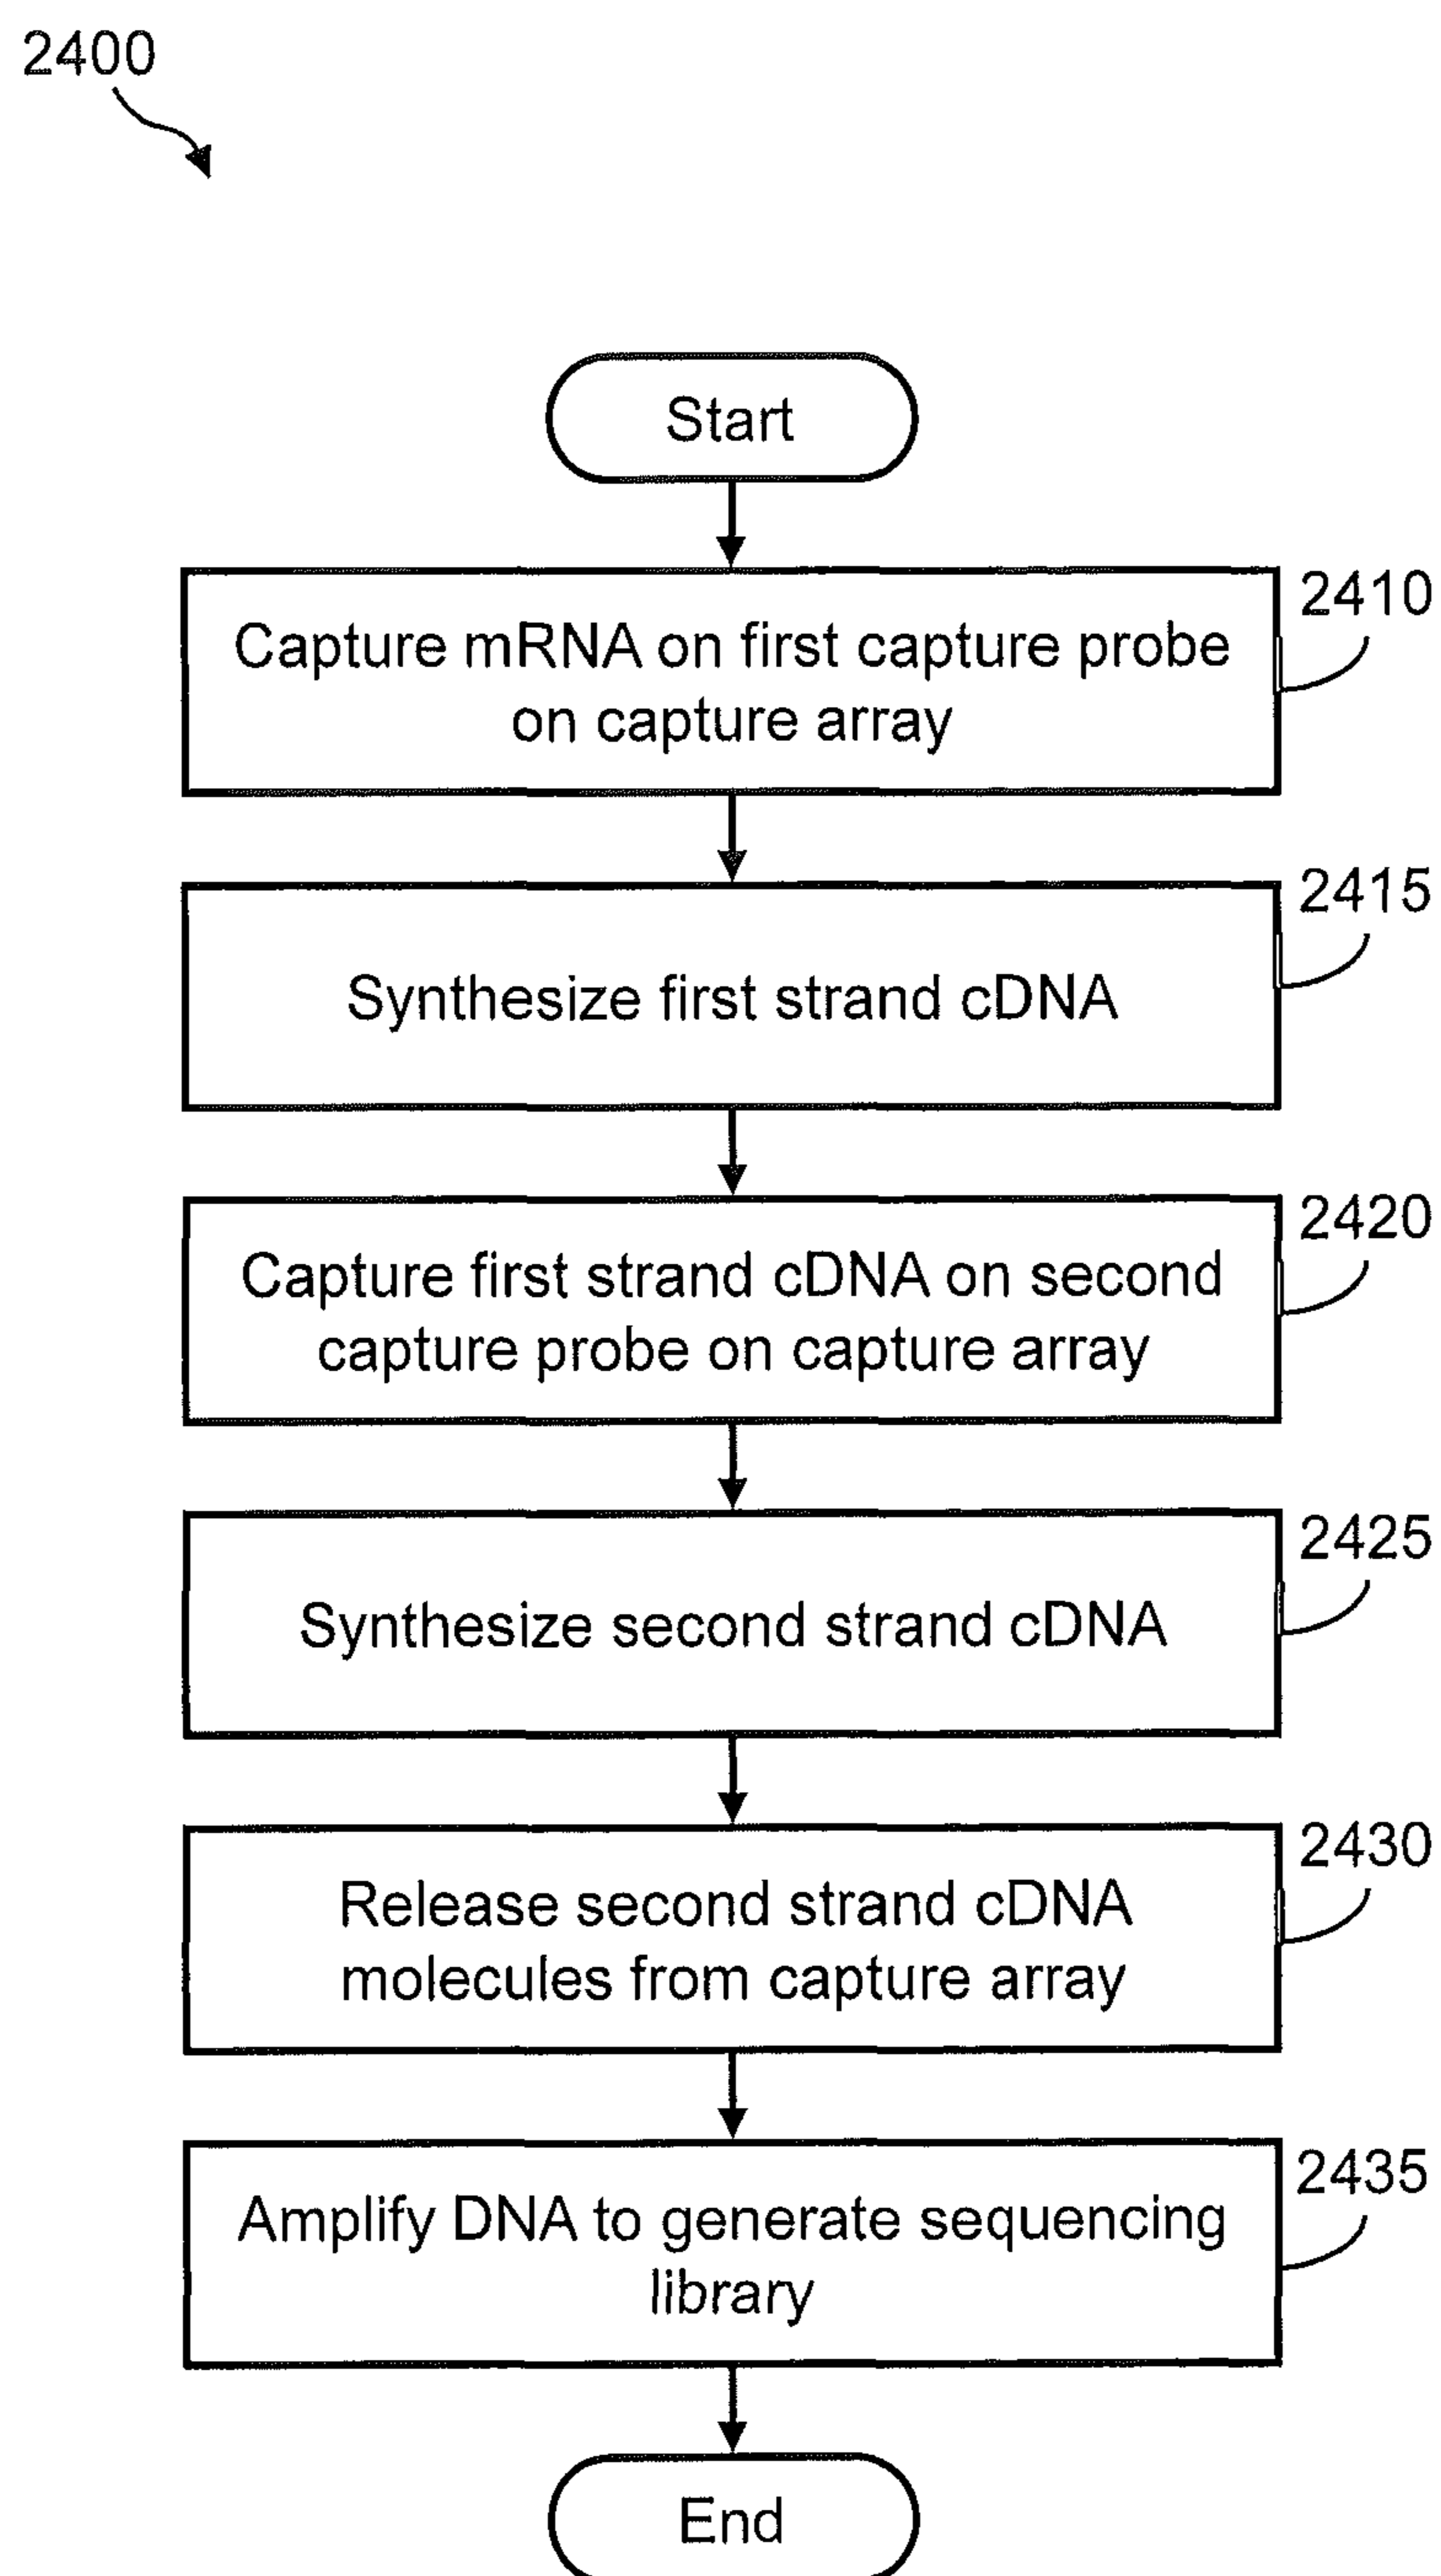 2400
Start
Capture mRNA on first capture probe
on capture array
2410
Synthesize first strand cDNA
2415
Capture first strand cDNA on second
capture probe on capture array
2420
Synthesize second strand cDNA
2425
Release second strand cDNA
molecules from capture array
2430
Amplify DNA to generate sequencing
library
2435
End